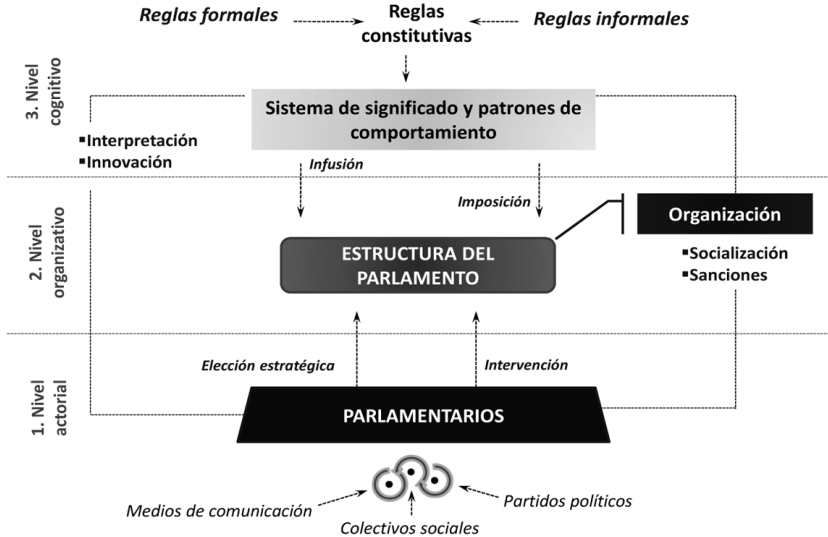 Reglas formales
Reglas
constitutivas
Reglas informales
3. Nivel
cognitivo
Sistema de significado y patrones de
comportamiento
▪Interpretación
▪Innovación
Infusión
Imposición
2. Nivel
organizativo
Organización
ESTRUCTURA DEL
PARLAMENTO
▪Socialización
▪Sanciones
Elección estratégica
Intervención
1. Nivel
actorial
PARLAMENTARIOS
Medios de comunicación
Colectivos sociales
Partidos políticos